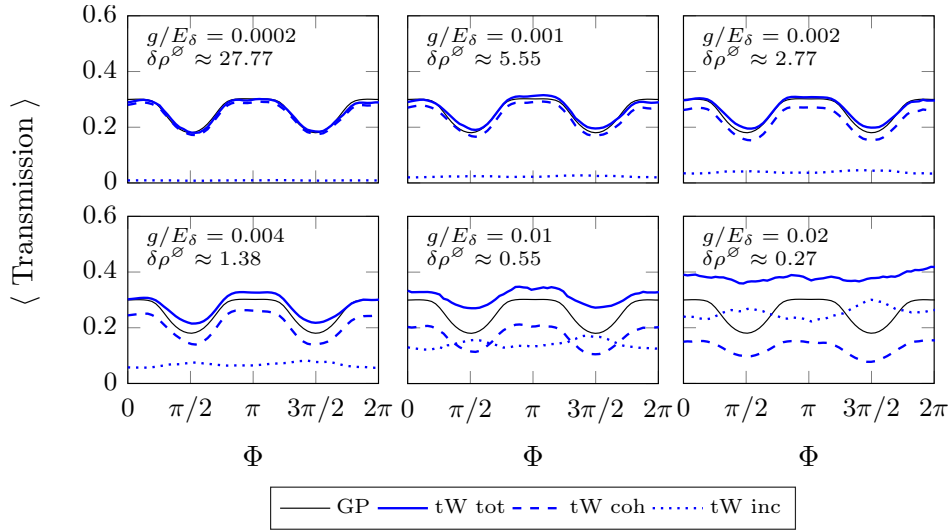 ⟨ Transmission ⟩
0.6
0.4
0.2
0
g/E_δ = 0.0002
δρ^∅ ≈ 27.77
g/E_δ = 0.001
δρ^∅ ≈ 5.55
g/E_δ = 0.002
δρ^∅ ≈ 2.77
0.6
0.4
0.2
0
g/E_δ = 0.004
δρ^∅ ≈ 1.38
g/E_δ = 0.01
δρ^∅ ≈ 0.55
g/E_δ = 0.02
δρ^∅ ≈ 0.27
0 π/2 π 3π/2 2π
0 π/2 π 3π/2 2π
0 π/2 π 3π/2 2π
Φ Φ Φ
GP tW tot tW coh tW inc